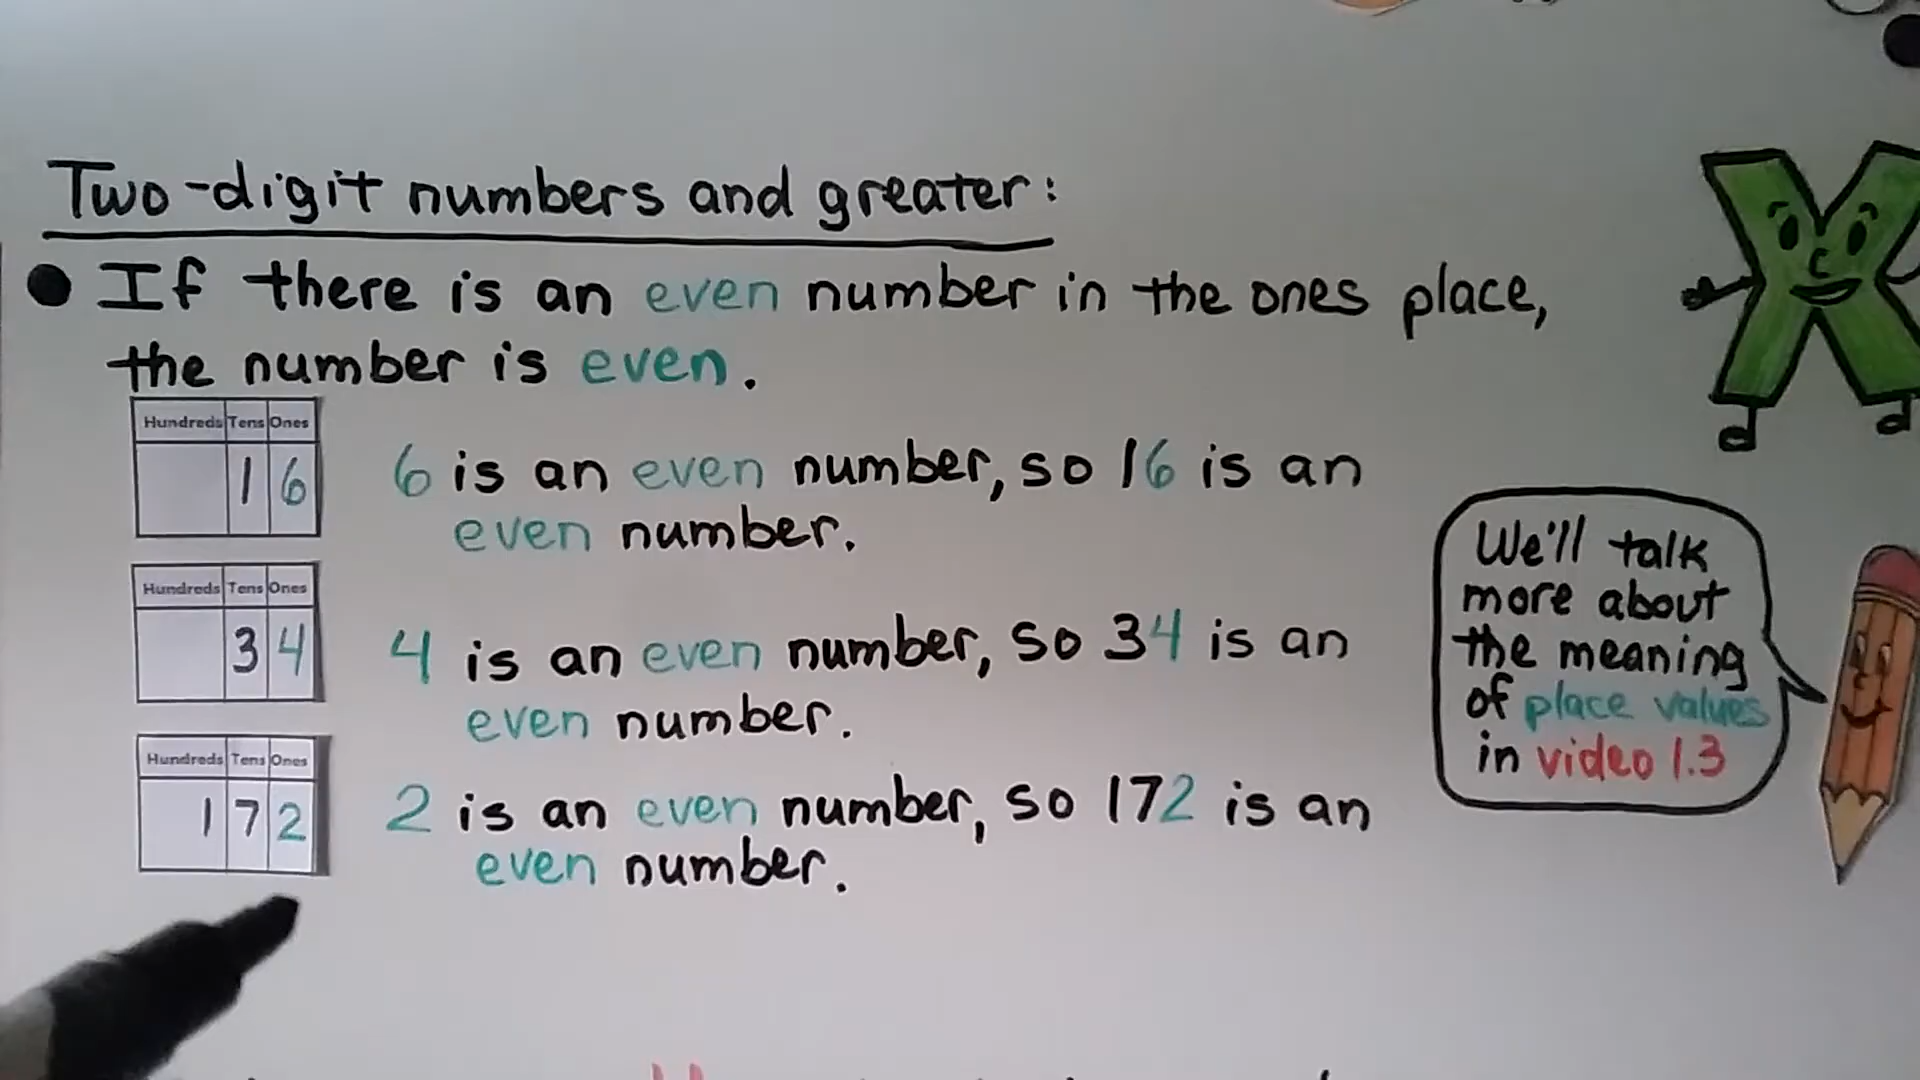 Two-digit numbers and greater:
If there is an even number in the ones place,
the number is even.
Hundreds Tens Ones
1 6
6 is an even number, so 16 is an
even number.
Hundreds Tens Ones
3 4
4 is an even number, so 34 is an
even number.
Hundreds Tens Ones
1 7 2
2 is an even number, so 172 is an
even number.
We'll talk
more about
the meaning
of place values
in video 1.3